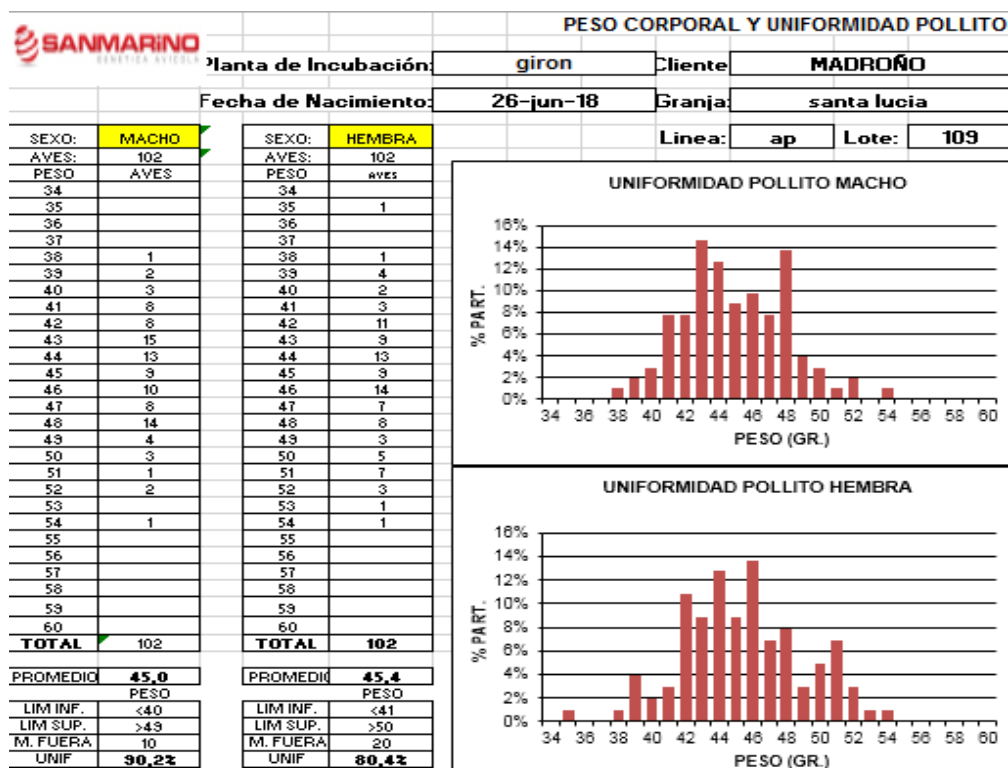 PESO CORPORAL Y UNIFORMIDAD POLLITO
SANMARINO
GENÉTICA AVÍCOLA
Planta de Incubación: giron Cliente MADROÑO
Fecha de Nacimiento: 26-jun-18 Granja: santa lucia
Linea: ap Lote: 109
SEXO: MACHO
AVES: 102
PESO AVES
34
35
36
37
38 1
39 2
40 3
41 8
42 8
43 15
44 13
45 9
46 10
47 8
48 14
49 4
50 3
51 1
52 2
53
54 1
55
56
57
58
59
60
TOTAL 102
PROMEDIO 45,0
PESO
LIM INF. <40
LIM SUP. >49
M. FUERA 10
UNIF 90,2%
SEXO: HEMBRA
AVES: 102
PESO AVES
34
35 1
36
37
38 1
39 4
40 2
41 3
42 11
43 9
44 13
45 9
46 14
47 7
48 8
49 3
50 5
51 7
52 3
53 1
54 1
55
56
57
58
59
60
TOTAL 102
PROMEDIO 45,4
PESO
LIM INF. <41
LIM SUP. >50
M. FUERA 20
UNIF 80,4%
UNIFORMIDAD POLLITO MACHO
16%
14%
12%
10%
8%
6%
4%
2%
0%
% PART.
34 36 38 40 42 44 46 48 50 52 54 56 58 60
PESO (GR.)
UNIFORMIDAD POLLITO HEMBRA
16%
14%
12%
10%
8%
6%
4%
2%
0%
% PART.
34 36 38 40 42 44 46 48 50 52 54 56 58 60
PESO (GR.)